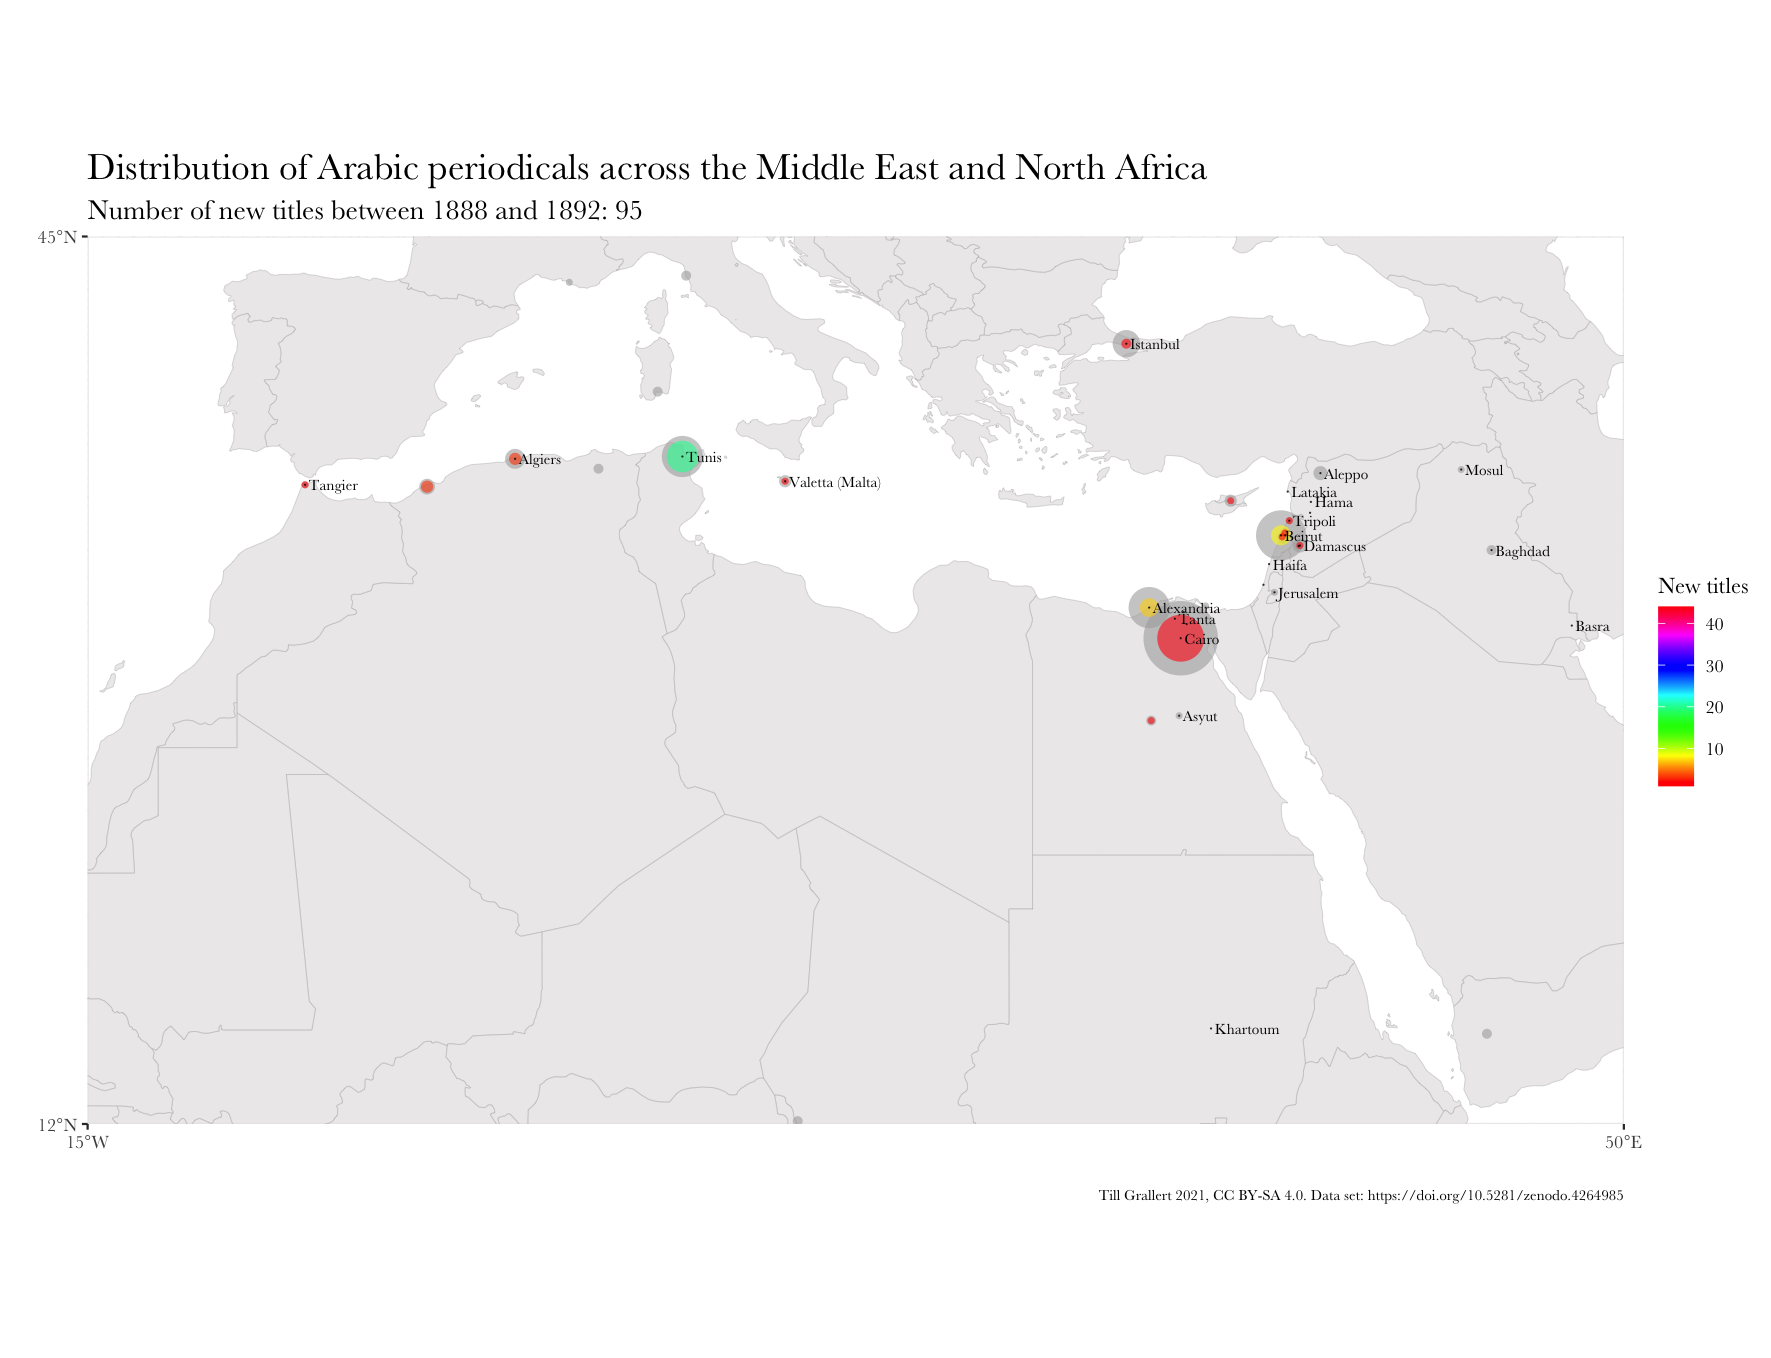 Distribution of Arabic periodicals across the Middle East and North Africa
Number of new titles between 1888 and 1892: 95
45°N
Istanbul
Algiers
Tunis
Tangier
Valetta (Malta)
Aleppo
Mosul
Latakia
Hama
Tripoli
Beirut
Damascus
Baghdad
Haifa
Jerusalem
Alexandria
Tanta
Cairo
Basra
Asyut
Khartoum
New titles
40
30
20
10
12°N
15°W
50°E
Till Grallert 2021, CC BY-SA 4.0. Data set: https://doi.org/10.5281/zenodo.4264985